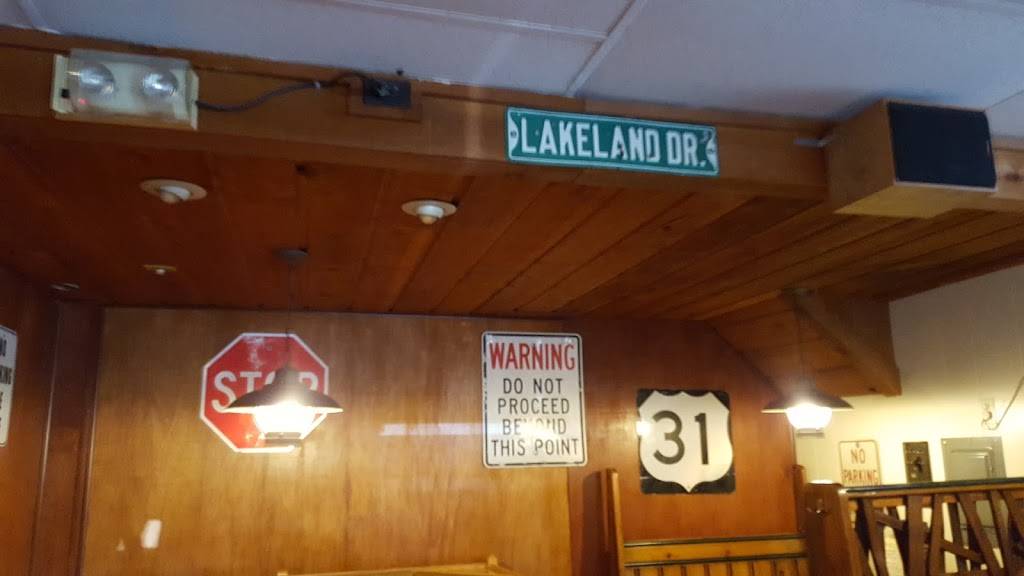 LAKELAND DR.
STOP
WARNING
DO NOT
PROCEED
BEYOND
THIS POINT
31
NO
PARKING